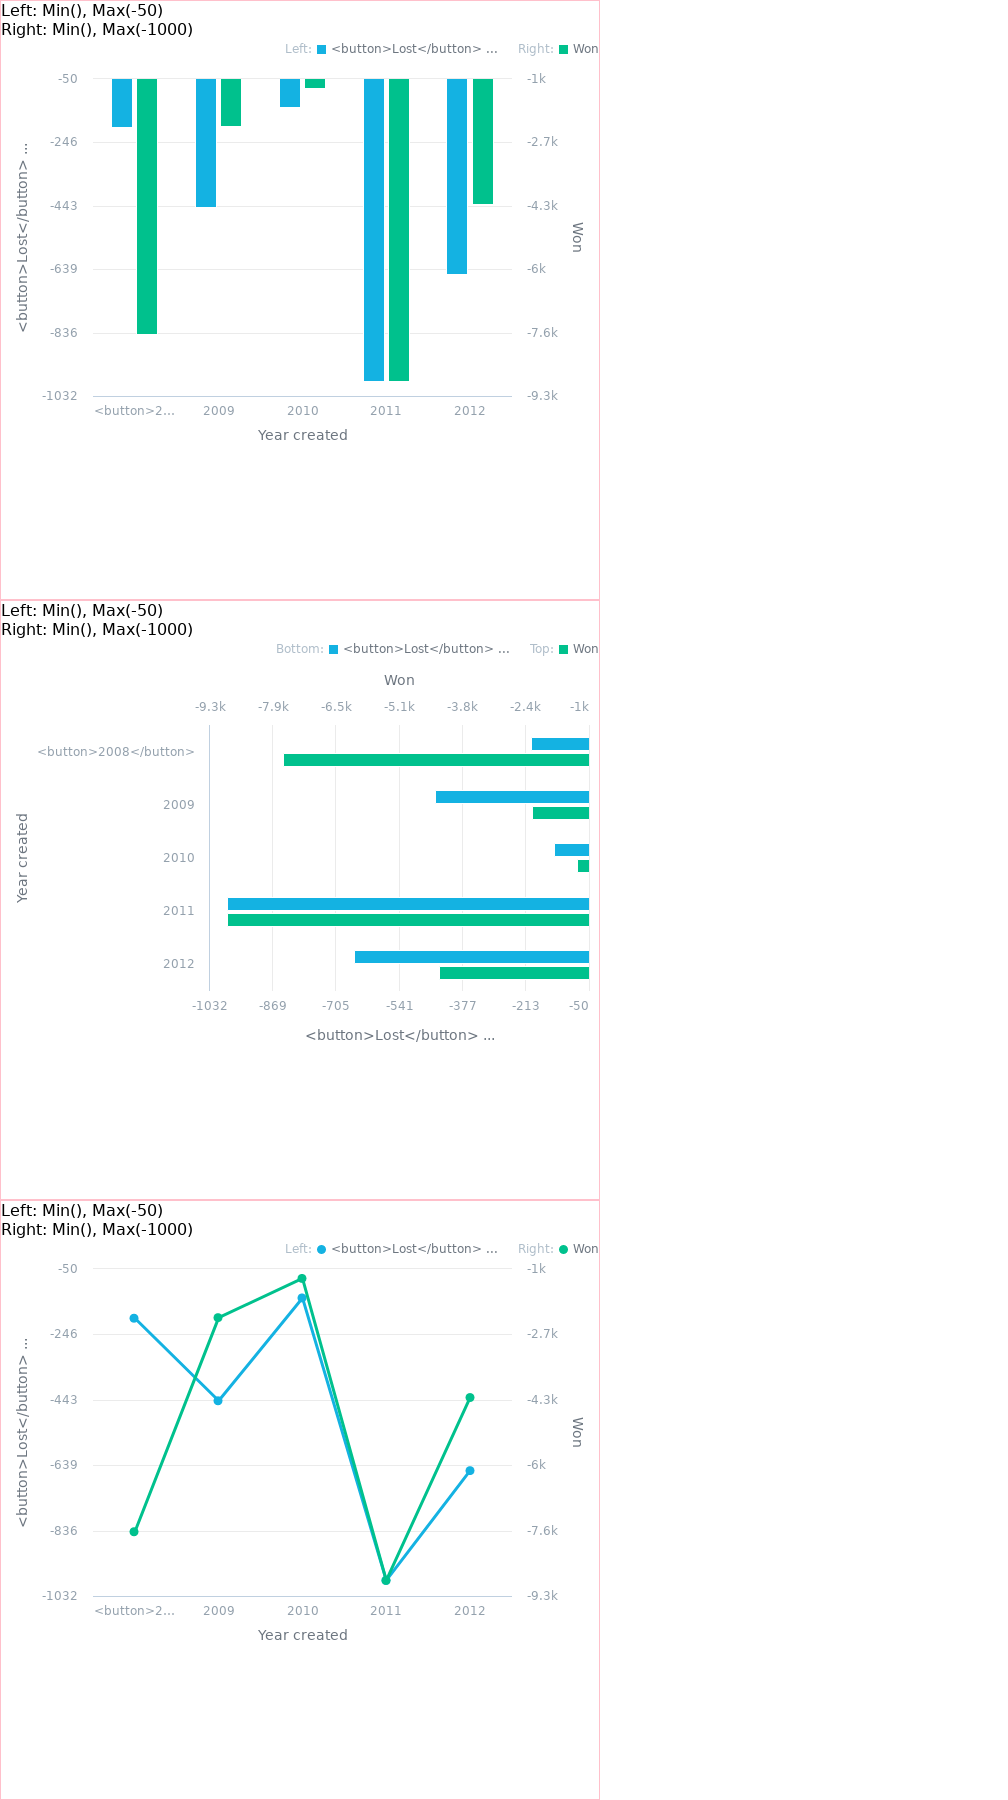 Left: Min(), Max(-50)
Right: Min(), Max(-1000)
Left: <button>Lost</button> ... Right: Won
-50 -1k
-246 -2.7k
-443 -4.3k
-639 -6k
-836 -7.6k
-1032 -9.3k
<button>Lost</button> ...
Won
<button>2... 2009 2010 2011 2012
Year created
Left: Min(), Max(-50)
Right: Min(), Max(-1000)
Bottom: <button>Lost</button> ... Top: Won
Won
-9.3k -7.9k -6.5k -5.1k -3.8k -2.4k -1k
<button>2008</button>
2009
2010
2011
2012
Year created
-1032 -869 -705 -541 -377 -213 -50
<button>Lost</button> ...
Left: Min(), Max(-50)
Right: Min(), Max(-1000)
Left: <button>Lost</button> ... Right: Won
-50 -1k
-246 -2.7k
-443 -4.3k
-639 -6k
-836 -7.6k
-1032 -9.3k
<button>Lost</button> ...
Won
<button>2... 2009 2010 2011 2012
Year created